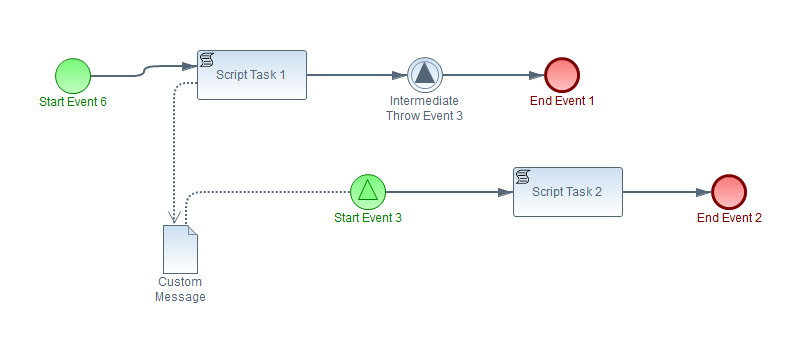 Script Task 1
Start Event 6
Intermediate
Throw Event 3
End Event 1
Script Task 2
Start Event 3
End Event 2
Custom
Message